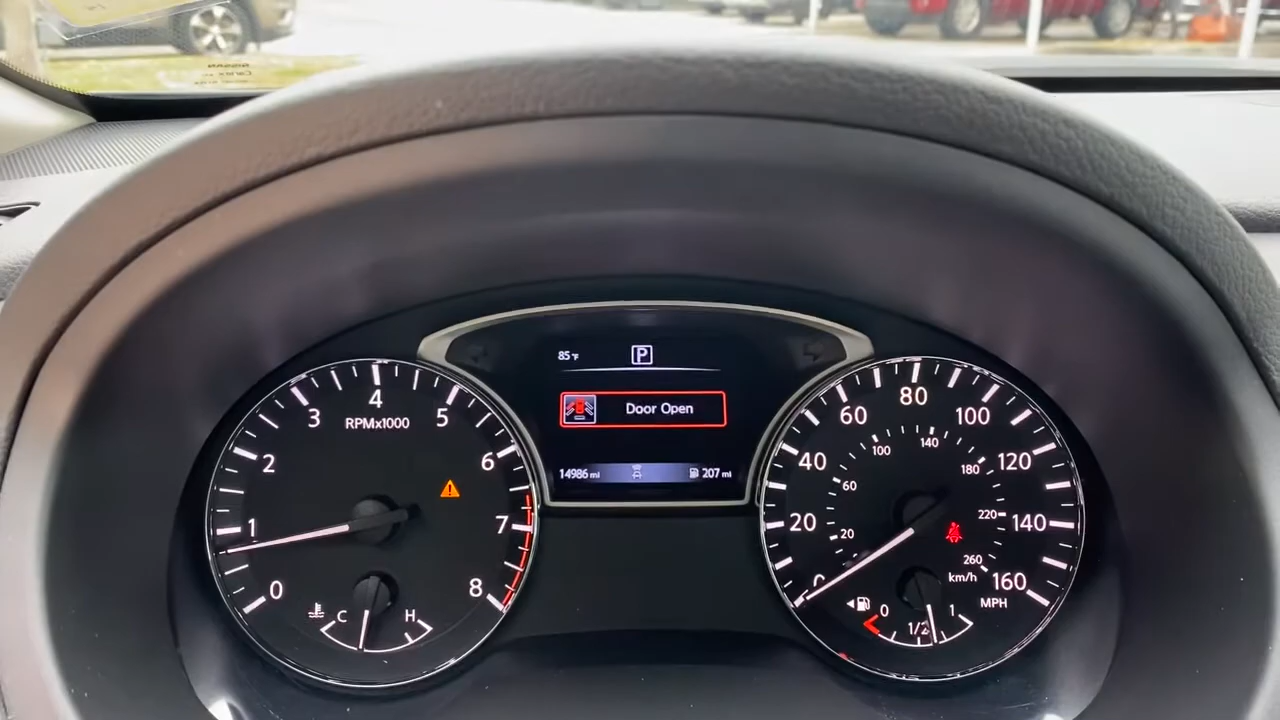 NISSAN
85°F P
Door Open
14986 mi 207 mi
0 1 2 3 4 5 6 7 8
RPMx1000
C H
0 20 40 60 80 100 120 140 160
MPH
20 60 100 140 180 220 260
km/h
0 1/2 1